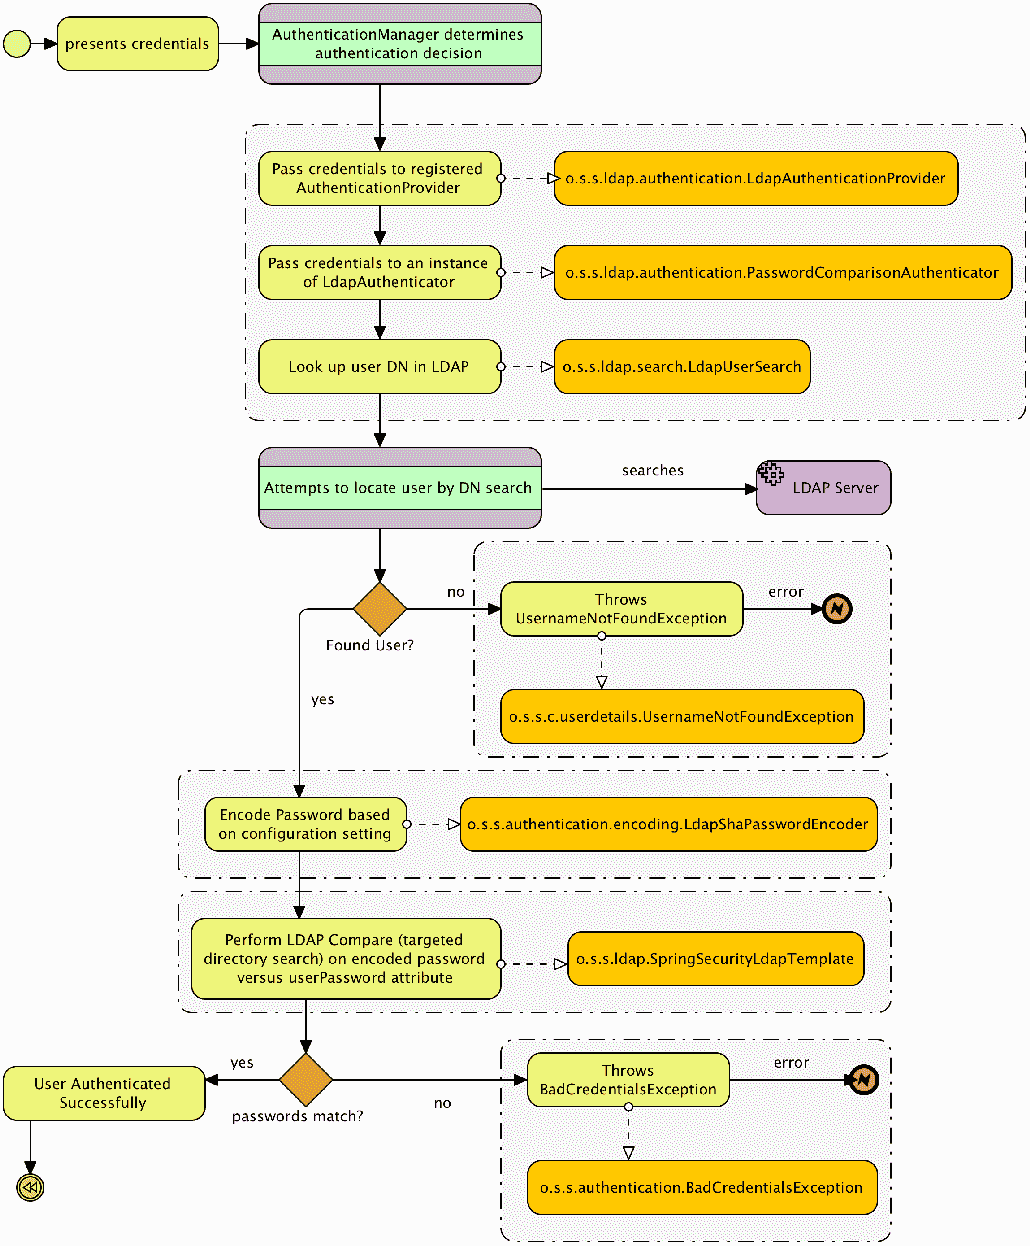 presents credentials
AuthenticationManager determines
authentication decision
Pass credentials to registered
AuthenticationProvider
o.s.s.ldap.authentication.LdapAuthenticationProvider
Pass credentials to an instance
of LdapAuthenticator
o.s.s.ldap.authentication.PasswordComparisonAuthenticator
Look up user DN in LDAP
o.s.s.ldap.search.LdapUserSearch
Attempts to locate user by DN search
searches
LDAP Server
Found User?
no
Throws
UsernameNotFoundException
error
o.s.s.c.userdetails.UsernameNotFoundException
yes
Encode Password based
on configuration setting
o.s.s.authentication.encoding.LdapShaPasswordEncoder
Perform LDAP Compare (targeted
directory search) on encoded password
versus userPassword attribute
o.s.s.ldap.SpringSecurityLdapTemplate
passwords match?
yes
User Authenticated
Successfully
no
Throws
BadCredentialsException
error
o.s.s.authentication.BadCredentialsException